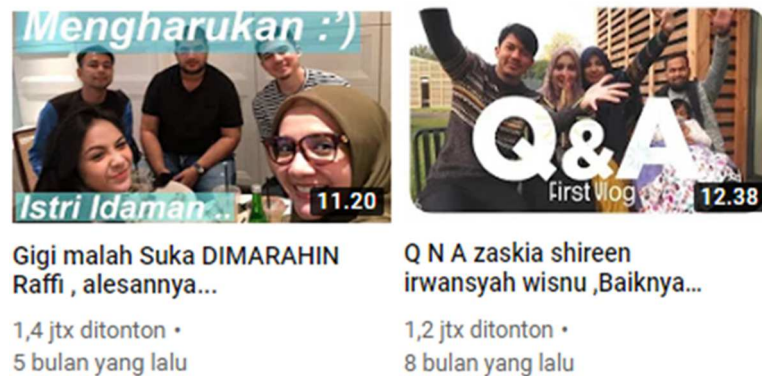 Mengharukan :')
Istri Idaman ..
11.20
Gigi malah Suka DIMARAHIN
Raffi , alesannya...
1,4 jtx ditonton •
5 bulan yang lalu
Q&A
First Vlog
12.38
Q N A zaskia shireen
irwansyah wisnu ,Baiknya...
1,2 jtx ditonton •
8 bulan yang lalu